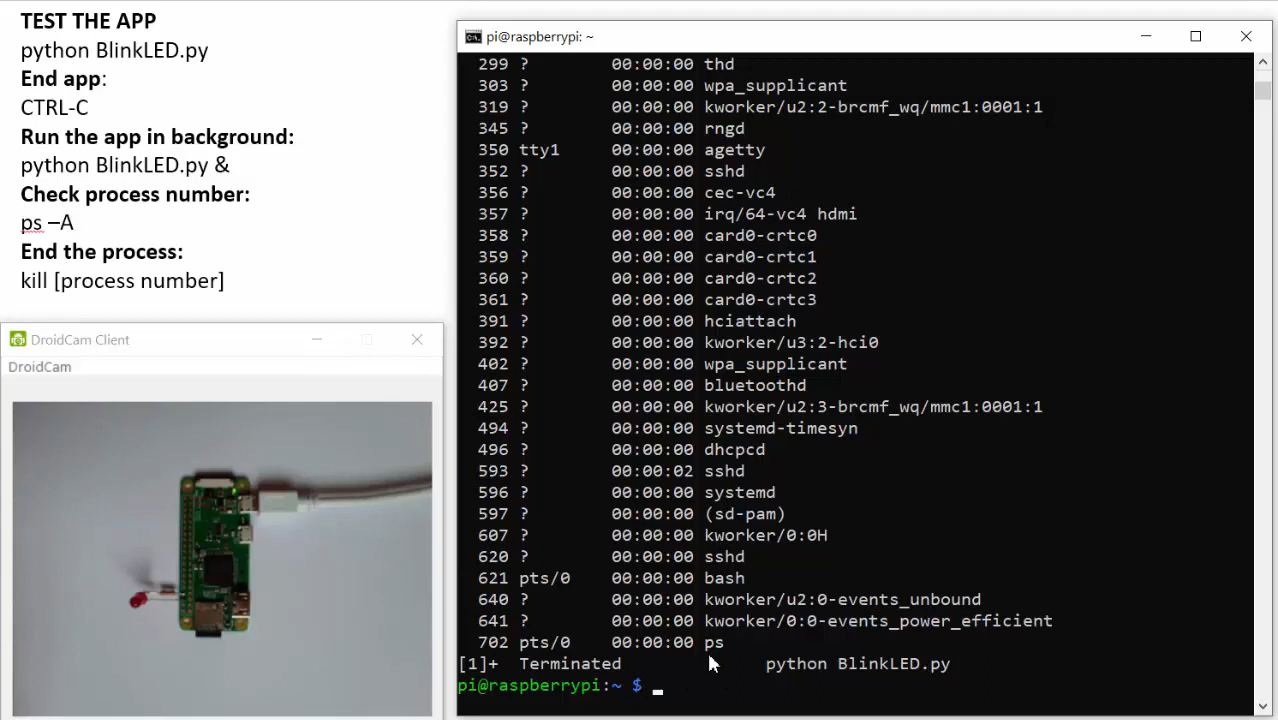 TEST THE APP
python BlinkLED.py
End app:
CTRL-C
Run the app in background:
python BlinkLED.py &
Check process number:
ps –A
End the process:
kill [process number]
DroidCam Client
DroidCam
pi@raspberrypi: ~
299 ? 00:00:00 thd
303 ? 00:00:00 wpa_supplicant
319 ? 00:00:00 kworker/u2:2-brcmf_wq/mmc1:0001:1
345 ? 00:00:00 rngd
350 tty1 00:00:00 agetty
352 ? 00:00:00 sshd
356 ? 00:00:00 cec-vc4
357 ? 00:00:00 irq/64-vc4 hdmi
358 ? 00:00:00 card0-crtc0
359 ? 00:00:00 card0-crtc1
360 ? 00:00:00 card0-crtc2
361 ? 00:00:00 card0-crtc3
391 ? 00:00:00 hciattach
392 ? 00:00:00 kworker/u3:2-hci0
402 ? 00:00:00 wpa_supplicant
407 ? 00:00:00 bluetoothd
425 ? 00:00:00 kworker/u2:3-brcmf_wq/mmc1:0001:1
494 ? 00:00:00 systemd-timesyn
496 ? 00:00:00 dhcpcd
593 ? 00:00:02 sshd
596 ? 00:00:00 systemd
597 ? 00:00:00 (sd-pam)
607 ? 00:00:00 kworker/0:0H
620 ? 00:00:00 sshd
621 pts/0 00:00:00 bash
640 ? 00:00:00 kworker/u2:0-events_unbound
641 ? 00:00:00 kworker/0:0-events_power_efficient
702 pts/0 00:00:00 ps
[1]+ Terminated python BlinkLED.py
pi@raspberrypi:~ $